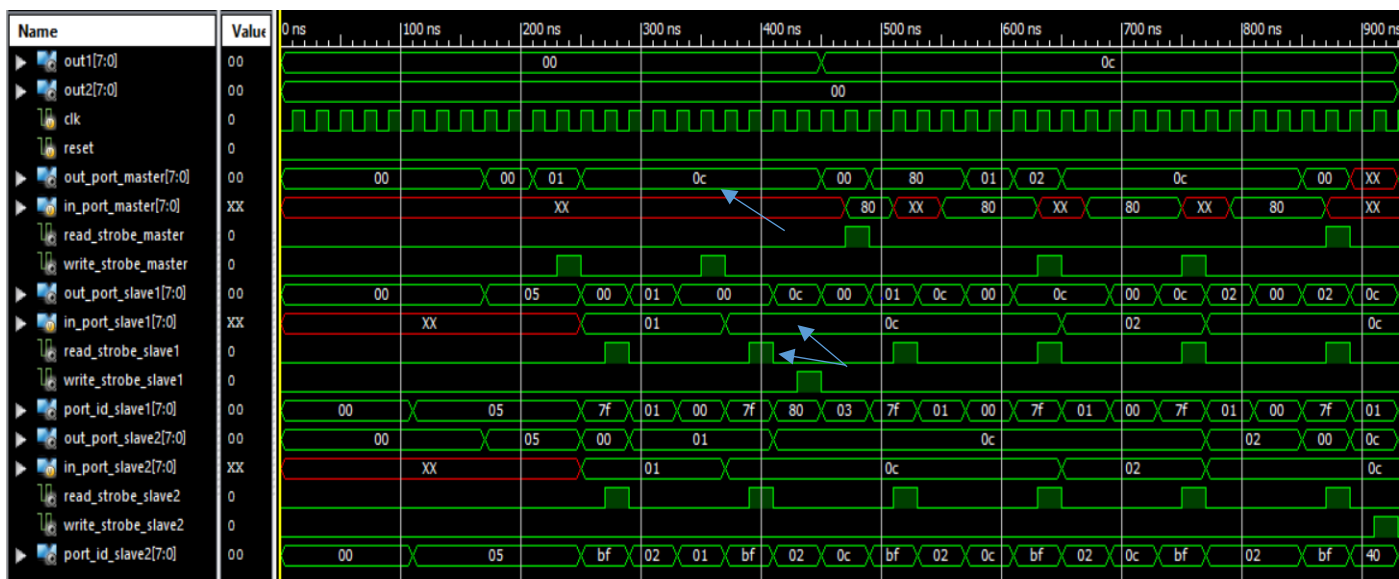 Name Value 0 ns 100 ns 200 ns 300 ns 400 ns 500 ns 600 ns 700 ns 800 ns 900 ns
out1[7:0] 00 00 0c
out2[7:0] 00 00
clk 0
reset 0
out_port_master[7:0] 00 00 00 01 0c 00 80 01 02 0c 00 XX
in_port_master[7:0] XX XX 80 XX 80 XX 80 XX 80 XX
read_strobe_master 0
write_strobe_master 0
out_port_slave1[7:0] 00 00 05 00 01 00 0c 00 01 0c 00 0c 00 0c 02 00 02 0c
in_port_slave1[7:0] XX XX 01 0c 02 0c
read_strobe_slave1 0
write_strobe_slave1 0
port_id_slave1[7:0] 00 00 05 7f 01 00 7f 80 03 7f 01 00 7f 01 00 7f 01 00 7f 01
out_port_slave2[7:0] 00 00 05 00 01 0c 02 00 0c
in_port_slave2[7:0] XX XX 01 0c 02 0c
read_strobe_slave2 0
write_strobe_slave2 0
port_id_slave2[7:0] 00 00 05 bf 02 01 bf 02 0c bf 02 0c bf 02 0c bf 02 bf 40